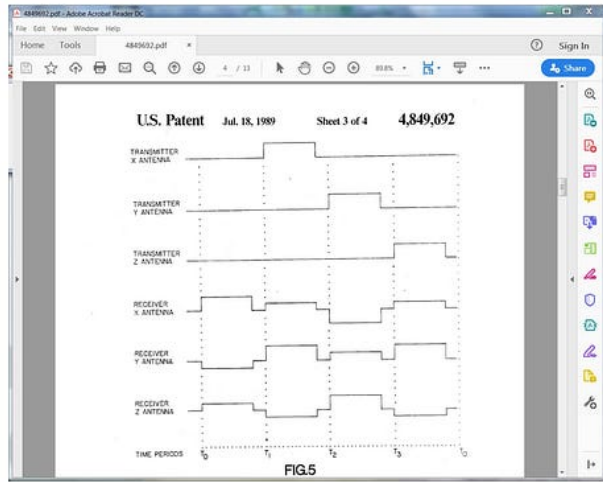 4849692.pdf - Adobe Acrobat Reader DC
File Edit View Window Help
Home Tools 4849692.pdf × Sign In
4 / 13 89.8% Share
U.S. Patent Jul. 18, 1989 Sheet 3 of 4 4,849,692
TRANSMITTER
X ANTENNA
TRANSMITTER
Y ANTENNA
TRANSMITTER
Z ANTENNA
RECEIVER
X ANTENNA
RECEIVER
Y ANTENNA
RECEIVER
Z ANTENNA
TIME PERIODS T0 T1 T2 T3 T0
FIG.5